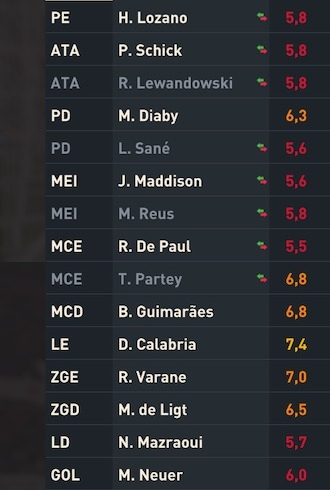 PE H. Lozano 5,8
ATA P. Schick 5,8
ATA R. Lewandowski 5,8
PD M. Diaby 6,3
PD L. Sané 5,6
MEI J. Maddison 5,6
MEI M. Reus 5,8
MCE R. De Paul 5,5
MCE T. Partey 6,8
MCD B. Guimarães 6,8
LE D. Calabria 7,4
ZGE R. Varane 7,0
ZGD M. de Ligt 6,5
LD N. Mazraoui 5,7
GOL M. Neuer 6,0